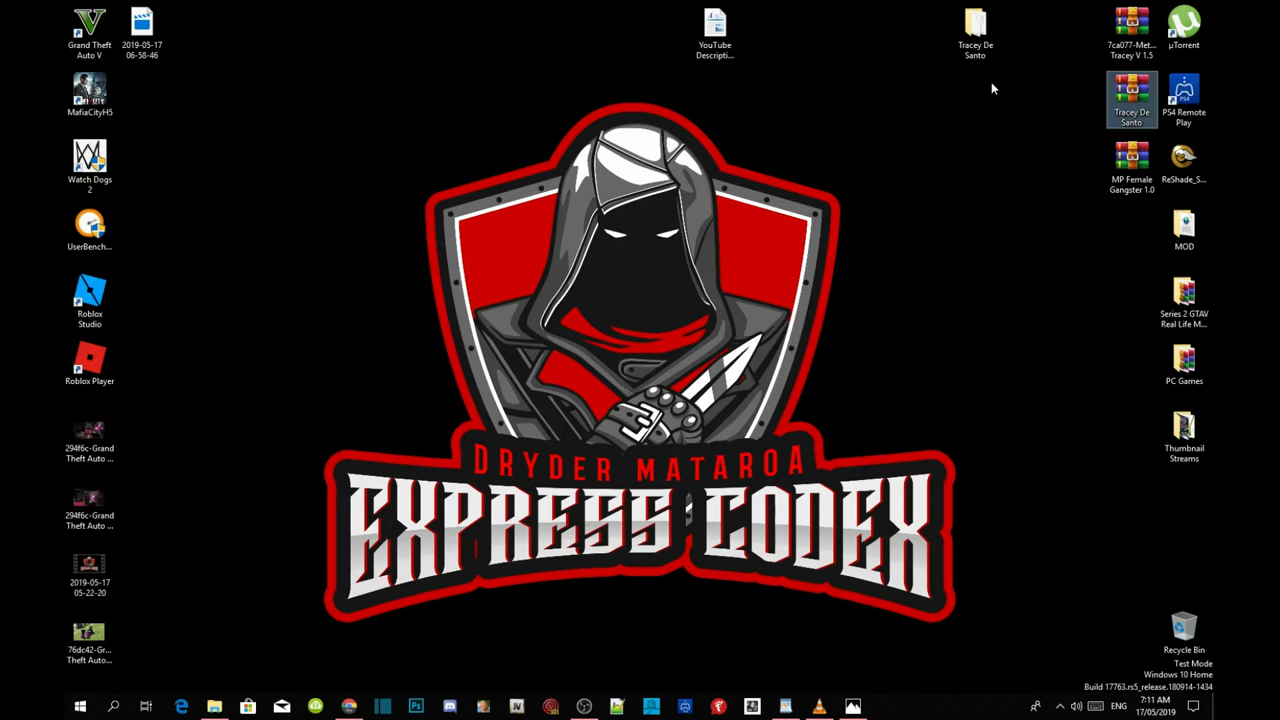 Grand Theft
Auto V
2019-05-17
06-58-46
YouTube
Descripti...
Tracey De
Santo
7ca077-Met...
Tracey V 1.5
µTorrent
MafiaCityH5
Tracey De
Santo
PS4 Remote
Play
Watch Dogs
2
MP Female
Gangster 1.0
ReShade_S...
UserBench...
MOD
Roblox
Studio
Series 2 GTAV
Real Life M...
Roblox Player
PC Games
294f6c-Grand
Theft Auto ...
Thumbnail
Streams
DRYDER MATAROA
EXPRESS CODEX
294f6c-Grand
Theft Auto ...
2019-05-17
05-22-20
76dc42-Gr...
Theft Auto...
Recycle Bin
Test Mode
Windows 10 Home
Build 17763.rs5_release.180914-1434
7:11 AM
17/05/2019